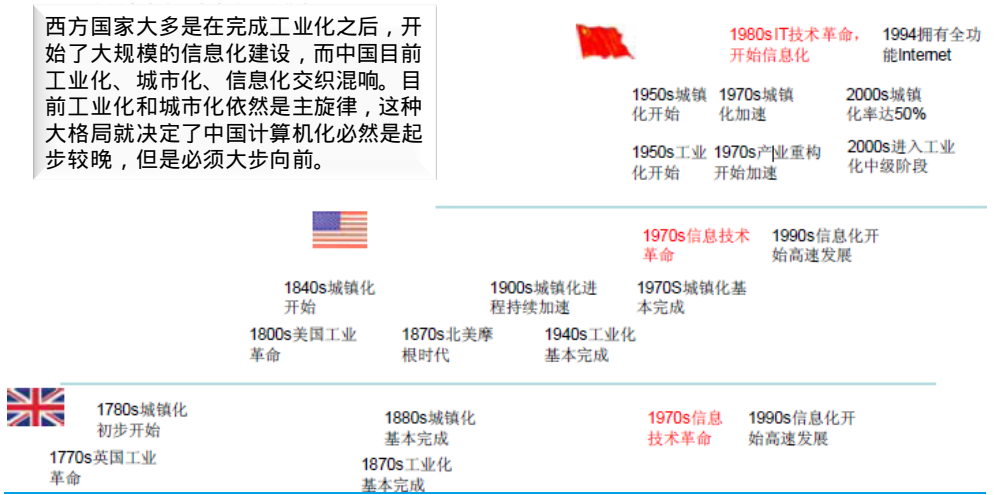 西方国家大多是在完成工业化之后，开
始了大规模的信息化建设，而中国目前
工业化、城市化、信息化交织混响。目
前工业化和城市化依然是主旋律，这种
大格局就决定了中国计算机化必然是起
步较晚，但是必须大步向前。
1980s IT技术革命，
开始信息化
1994拥有全功
能Internet
1950s城镇
化开始
1970s城镇
化加速
2000s城镇
化率达50%
1950s工业
化开始
1970s产业重构
开始加速
2000s进入工业
化中级阶段
1970s信息技术
革命
1990s信息化开
始高速发展
1840s城镇化
开始
1900s城镇化进
程持续加速
1970S城镇化基
本完成
1800s美国工业
革命
1870s北美摩
根时代
1940s工业化
基本完成
1780s城镇化
初步开始
1880s城镇化
基本完成
1970s信息
技术革命
1990s信息化开
始高速发展
1770s英国工业
革命
1870s工业化
基本完成